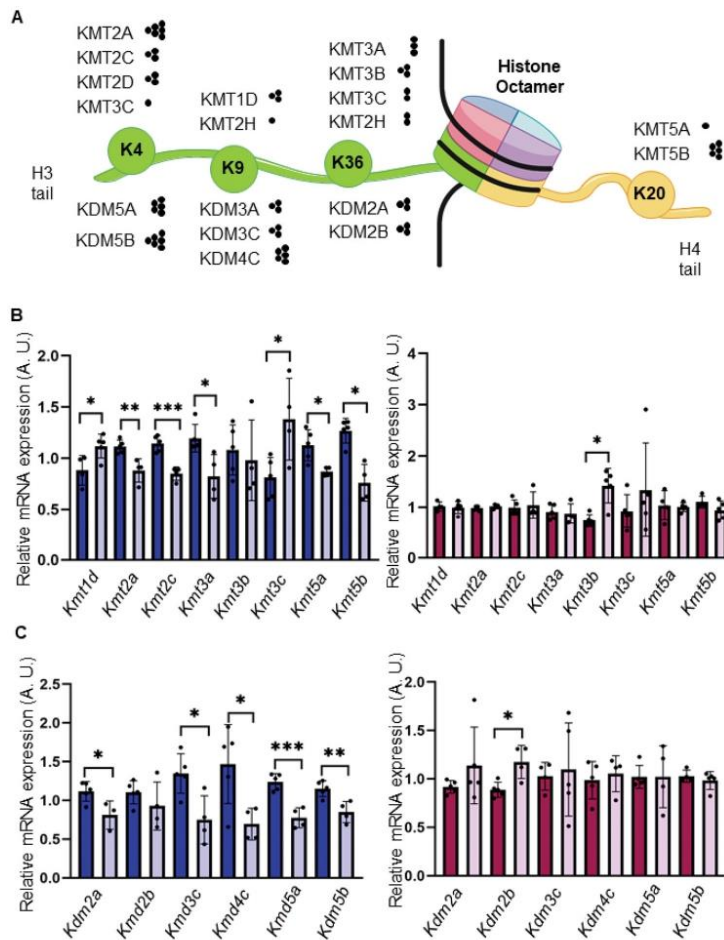 A
KMT2A
KMT2C
KMT2D
KMT3C
KMT1D
KMT2H
KMT3A
KMT3B
KMT3C
KMT2H
Histone
Octamer
KMT5A
KMT5B
H3
tail
K4
K9
K36
K20
KDM5A
KDM5B
KDM3A
KDM3C
KDM4C
KDM2A
KDM2B
H4
tail
B
Relative mRNA expression (A. U.)
2.0
1.5
1.0
0.5
0.0
* ** *** * * * *
Kmt1d Kmt2a Kmt2c Kmt3a Kmt3b Kmt3c Kmt5a Kmt5b
Relative mRNA expression (A. U.)
4
3
2
1
0
*
Kmt1d Kmt2a Kmt2c Kmt3a Kmt3b Kmt3c Kmt5a Kmt5b
C
Relative mRNA expression (A. U.)
2.0
1.5
1.0
0.5
0.0
* * * *** **
Kdm2a Kmd2b Kmd3c Kmd4c Kmd5a Kdm5b
Relative mRNA expression (A. U.)
2.0
1.5
1.0
0.5
0.0
*
Kdm2a Kdm2b Kdm3c Kdm4c Kdm5a Kdm5b